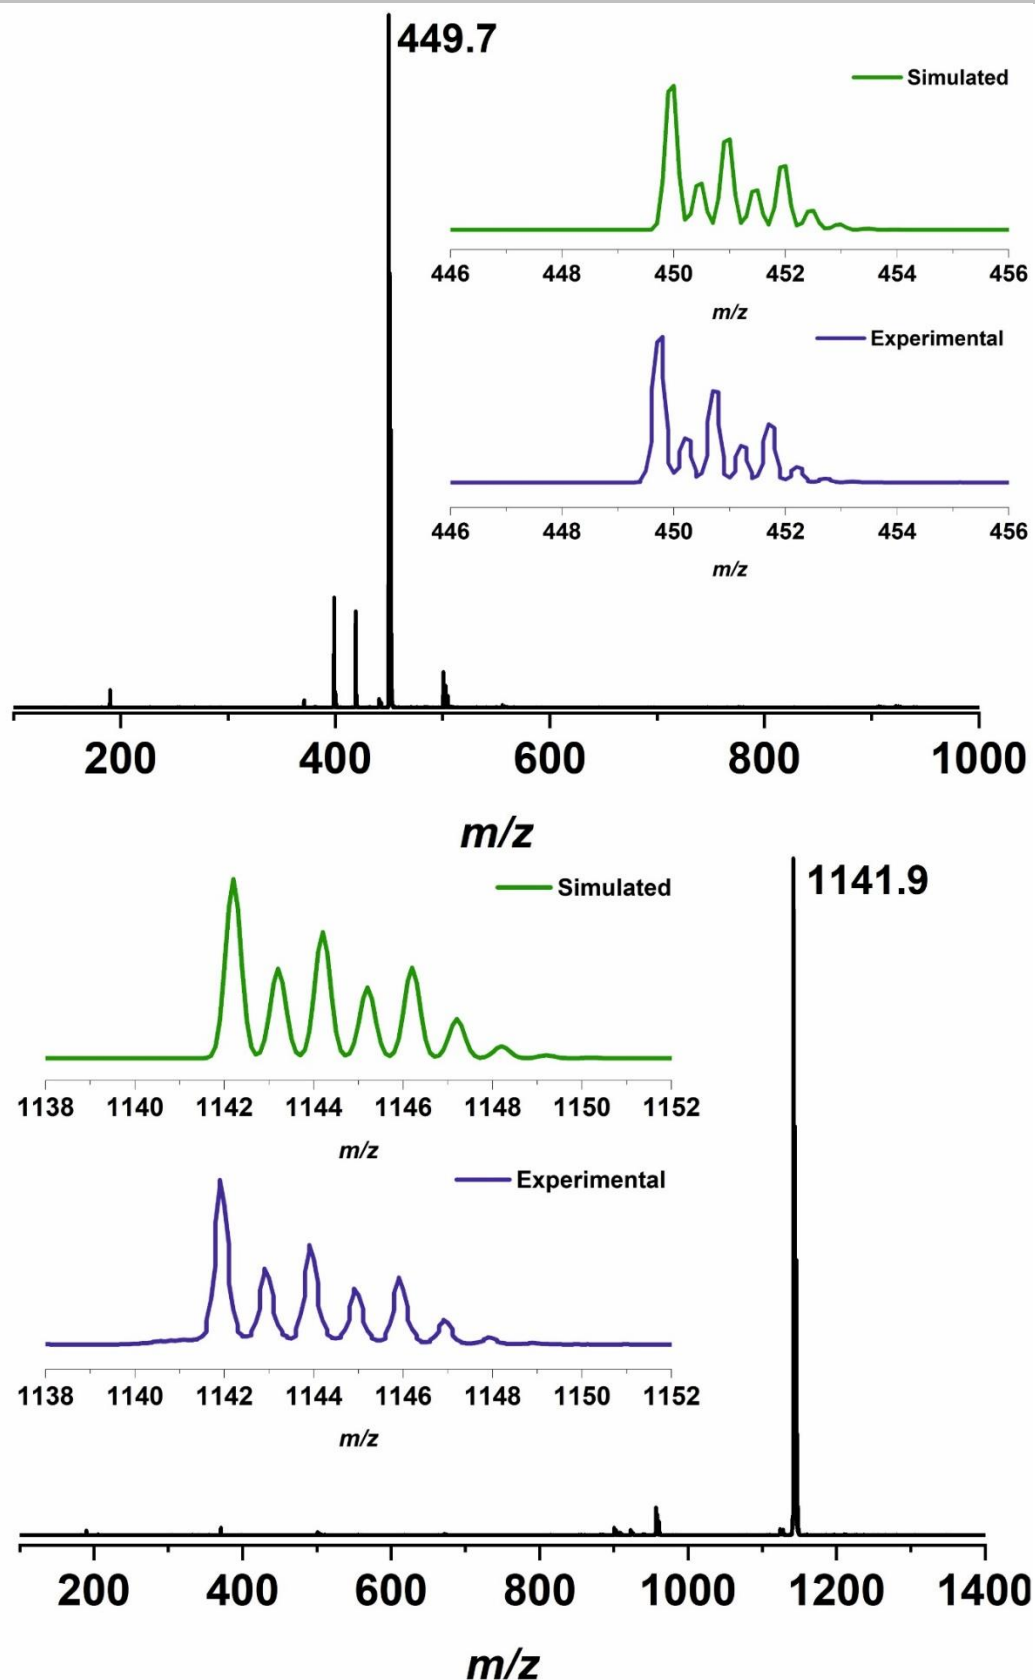 449.7
Simulated
446 448 450 452 454 456
m/z
Experimental
446 448 450 452 454 456
m/z
200 400 600 800 1000
m/z
1141.9
Simulated
1138 1140 1142 1144 1146 1148 1150 1152
m/z
Experimental
1138 1140 1142 1144 1146 1148 1150 1152
m/z
200 400 600 800 1000 1200 1400
m/z